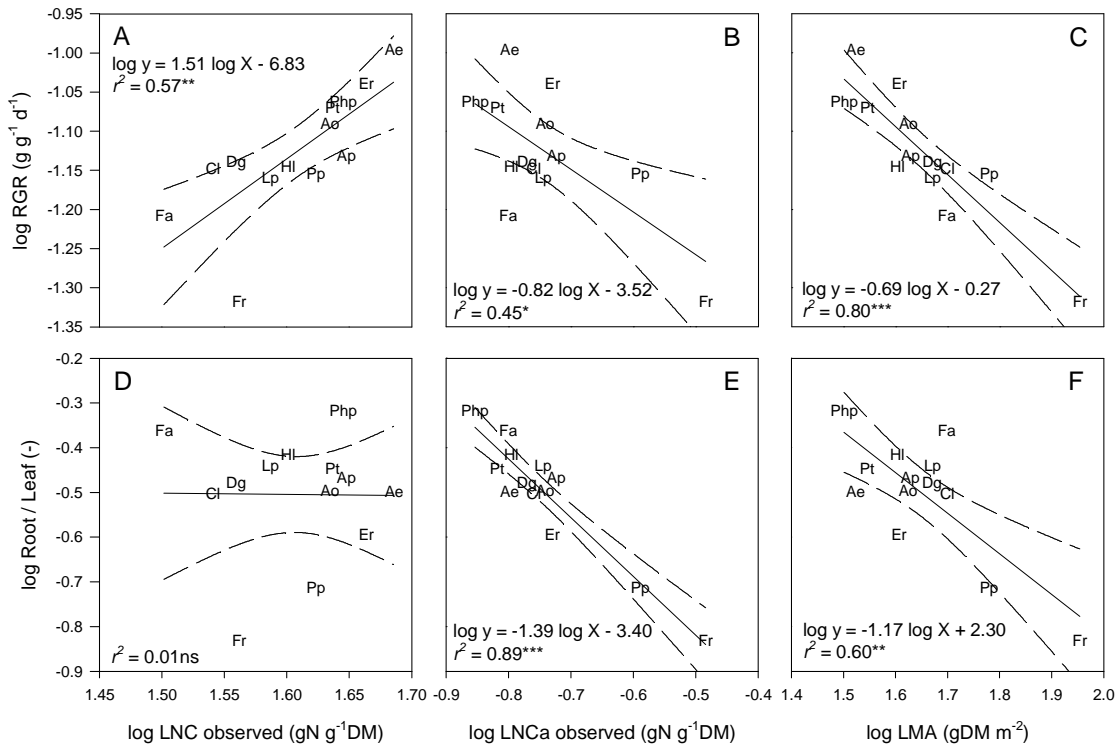 A
log y = 1.51 log X - 6.83
r² = 0.57**
Ae
Er
Php
Pt
Ao
Ap
Hl
Pp
Dg
Cl
Lp
Fa
Fr
log RGR (g g⁻¹ d⁻¹)
-1.00
-1.05
-1.10
-1.15
-1.20
-1.25
-1.30
-1.35
B
Ae
Er
Php
Pt
Ao
Dg
Ap
Hl
Cl
Lp
Pp
Fa
Fr
log y = -0.82 log X - 3.52
r² = 0.45*
C
Ae
Er
Php
Pt
Ao
Ap
Hl
Dg
Cl
Lp
Pp
Fr
Fa
log y = -0.69 log X - 0.27
r² = 0.80***
D
Php
Fa
Hl
Lp
Pt
Ap
Dg
Cl
Ao
Ae
Er
Pp
Fr
r² = 0.01ns
log Root / Leaf (-)
-0.2
-0.3
-0.4
-0.5
-0.6
-0.7
-0.8
-0.9
1.45
1.50
1.55
1.60
1.65
1.70
log LNC observed (gN g⁻¹DM)
E
Php
Fa
Hl
Pt
Lp
Ap
Dg
Ae
Cl
Ao
Er
Pp
Fr
log y = -1.39 log X - 3.40
r² = 0.89***
-0.9
-0.8
-0.7
-0.6
-0.5
-0.4
log LNCa observed (gN g⁻¹DM)
F
Php
Fa
Hl
Pt
Lp
Ap
Dg
Ae
Ao
Cl
Er
Pp
Fr
log y = -1.17 log X + 2.30
r² = 0.60**
1.4
1.5
1.6
1.7
1.8
1.9
2.0
log LMA (gDM m⁻²)